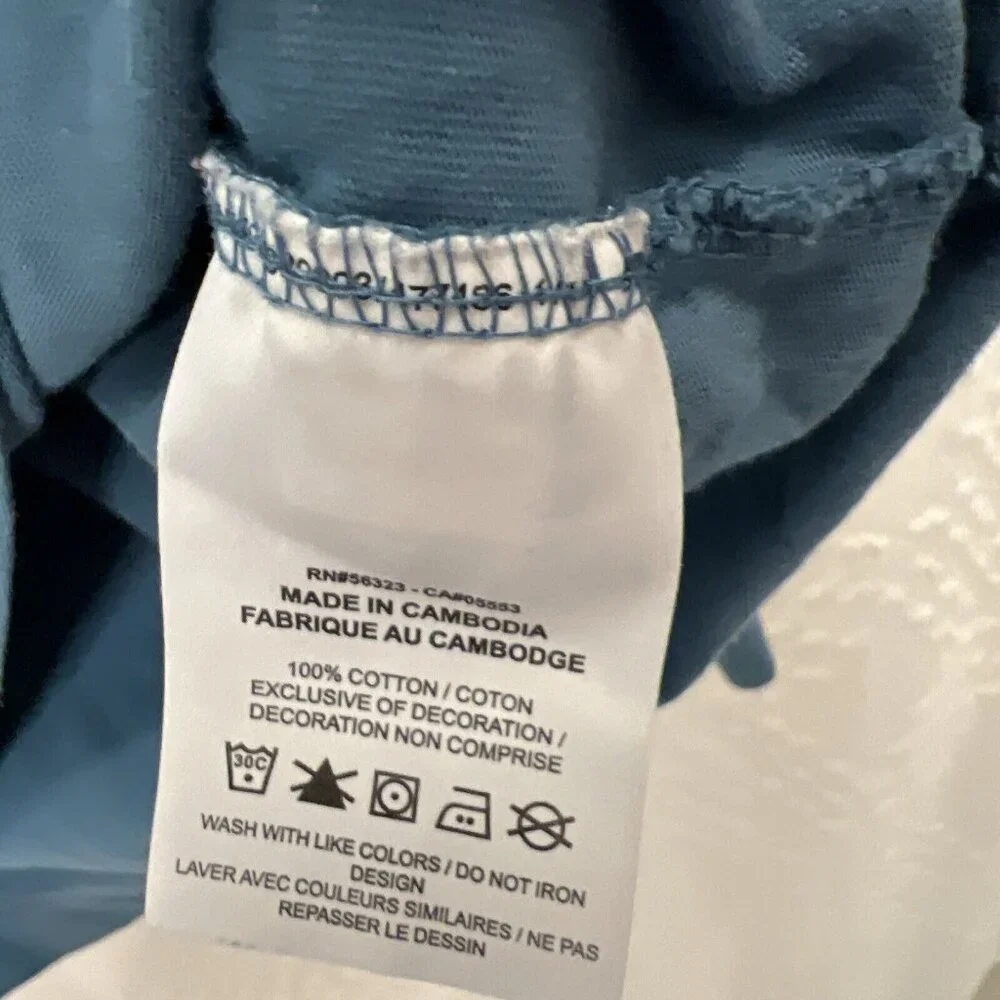 RN#56323 - CA#05553
MADE IN CAMBODIA
FABRIQUE AU CAMBODGE
100% COTTON / COTON
EXCLUSIVE OF DECORATION /
DECORATION NON COMPRISE
30C
WASH WITH LIKE COLORS / DO NOT IRON
DESIGN
LAVER AVEC COULEURS SIMILAIRES / NE PAS
REPASSER LE DESSIN